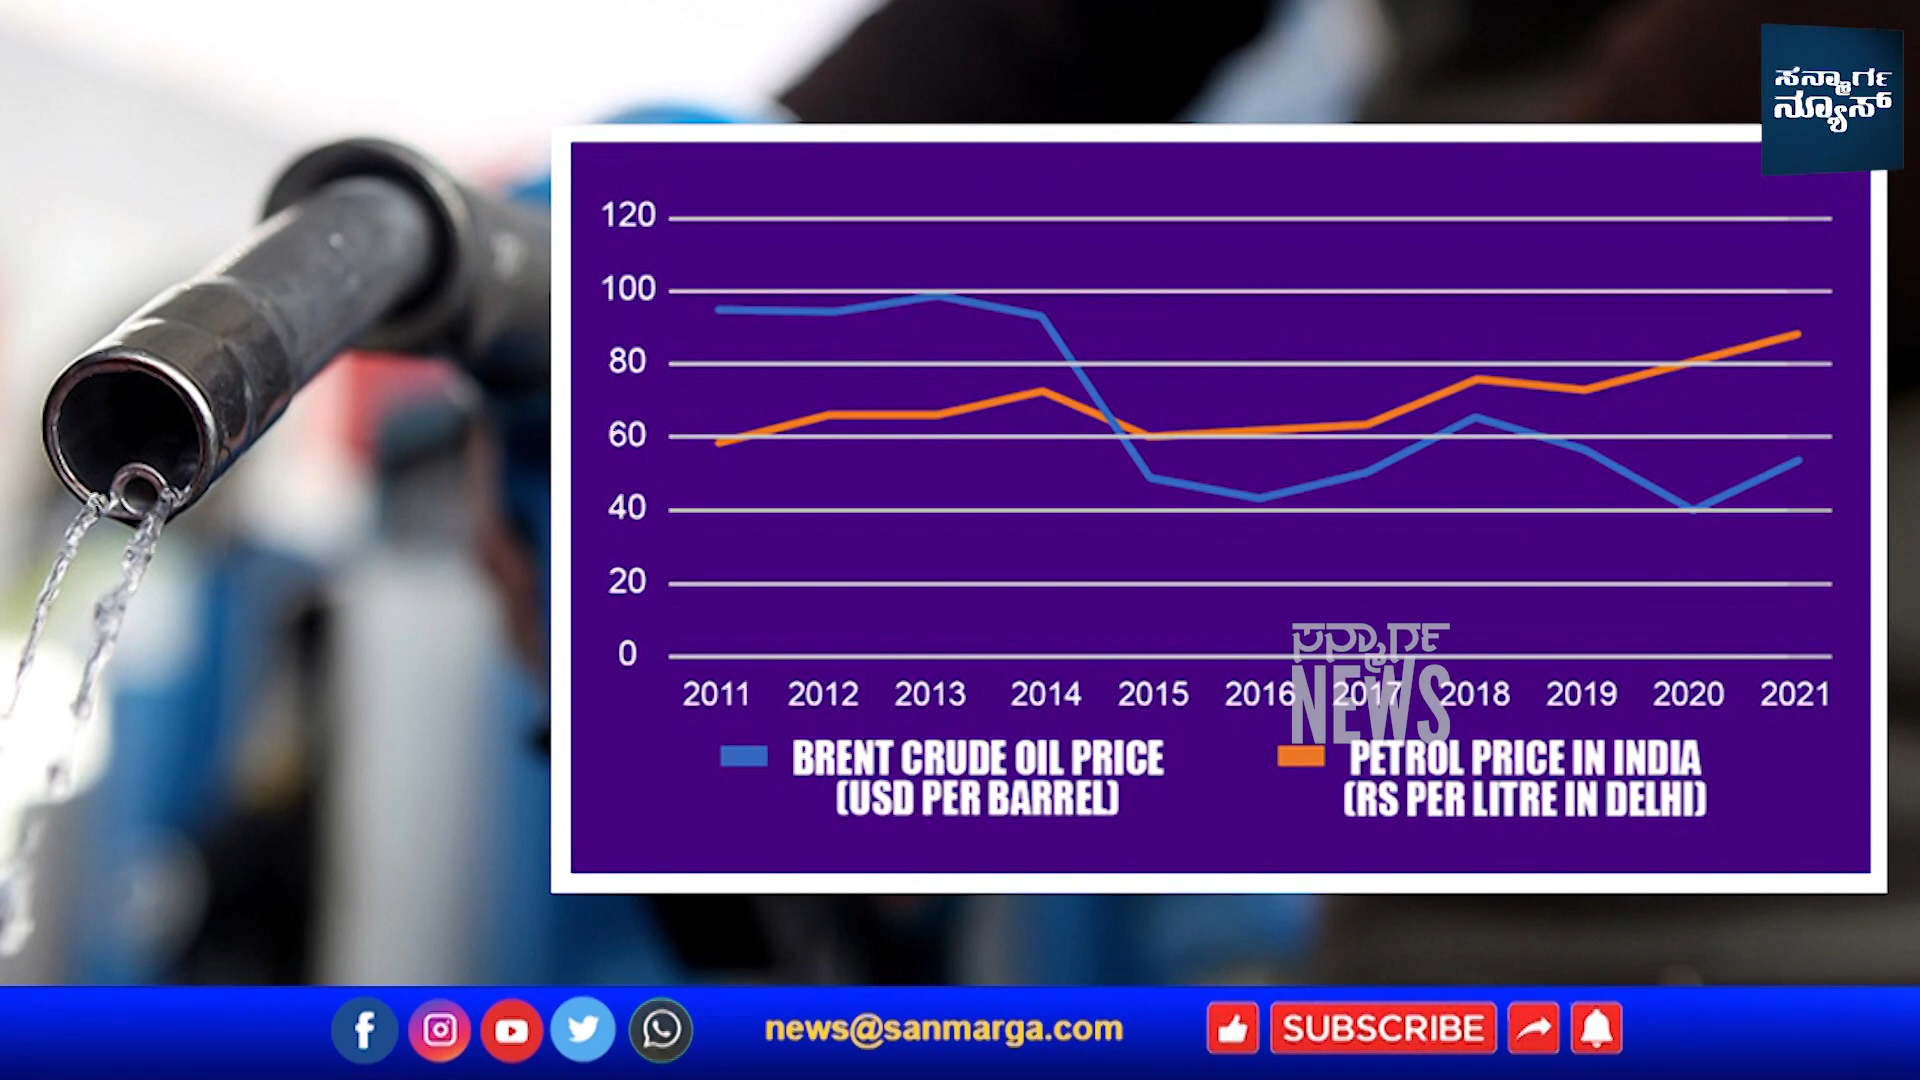 ಸನ್ಮಾರ್ಗ
ನ್ಯೂಸ್
120
100
80
60
40
20
0
2011 2012 2013 2014 2015 2016 2017 2018 2019 2020 2021
ಸನ್ಮಾರ್ಗ
NEWS
BRENT CRUDE OIL PRICE
(USD PER BARREL)
PETROL PRICE IN INDIA
(RS PER LITRE IN DELHI)
news@sanmarga.com
SUBSCRIBE